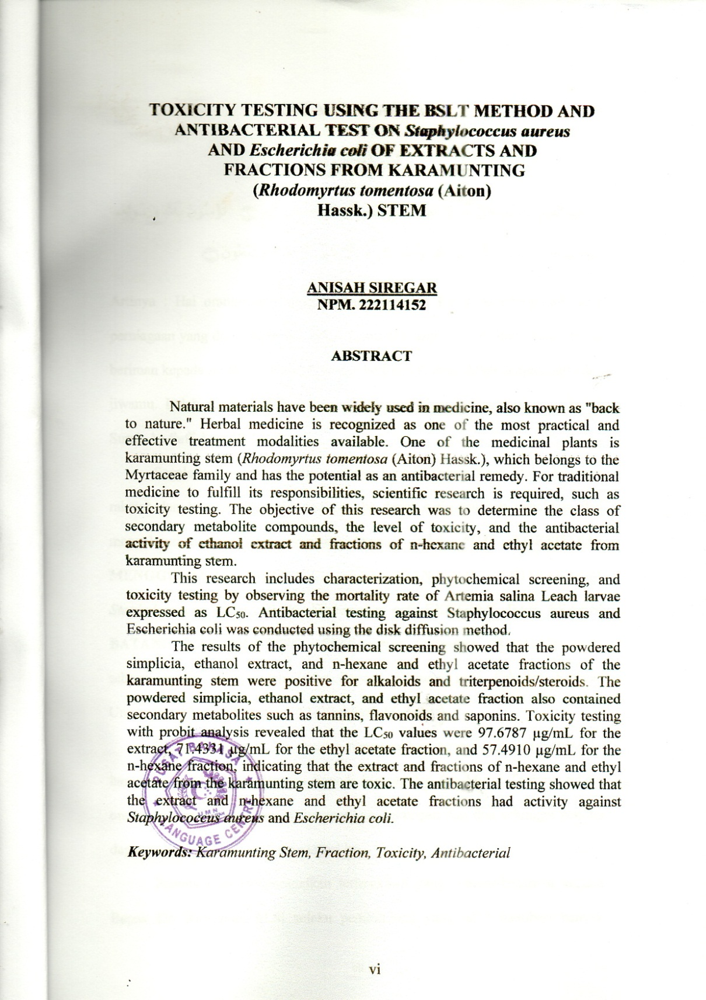 TOXICITY TESTING USING THE BSLT METHOD AND
ANTIBACTERIAL TEST ON Staphylococcus aureus
AND Escherichia coli OF EXTRACTS AND
FRACTIONS FROM KARAMUNTING
(Rhodomyrtus tomentosa (Aiton)
Hassk.) STEM
ANISAH SIREGAR
NPM. 222114152
ABSTRACT
Natural materials have been widely used in medicine, also known as "back
to nature." Herbal medicine is recognized as one of the most practical and
effective treatment modalities available. One of the medicinal plants is
karamunting stem (Rhodomyrtus tomentosa (Aiton) Hassk.), which belongs to the
Myrtaceae family and has the potential as an antibacterial remedy. For traditional
medicine to fulfill its responsibilities, scientific research is required, such as
toxicity testing. The objective of this research was to determine the class of
secondary metabolite compounds, the level of toxicity, and the antibacterial
activity of ethanol extract and fractions of n-hexane and ethyl acetate from
karamunting stem.
This research includes characterization, phytochemical screening, and
toxicity testing by observing the mortality rate of Artemia salina Leach larvae
expressed as LC₅₀. Antibacterial testing against Staphylococcus aureus and
Escherichia coli was conducted using the disk diffusion method.
The results of the phytochemical screening showed that the powdered
simplicia, ethanol extract, and n-hexane and ethyl acetate fractions of the
karamunting stem were positive for alkaloids and triterpenoids/steroids. The
powdered simplicia, ethanol extract, and ethyl acetate fraction also contained
secondary metabolites such as tannins, flavonoids and saponins. Toxicity testing
with probit analysis revealed that the LC₅₀ values were 97.6787 µg/mL for the
extract, 71.4331 µg/mL for the ethyl acetate fraction, and 57.4910 µg/mL for the
n-hexane fraction, indicating that the extract and fractions of n-hexane and ethyl
acetate from the karamunting stem are toxic. The antibacterial testing showed that
the extract and n-hexane and ethyl acetate fractions had activity against
Staphylococcus aureus and Escherichia coli.
PUSAT BAHASA
UMN
LANGUAGE CENTRE
Keywords: Karamunting Stem, Fraction, Toxicity, Antibacterial
vi